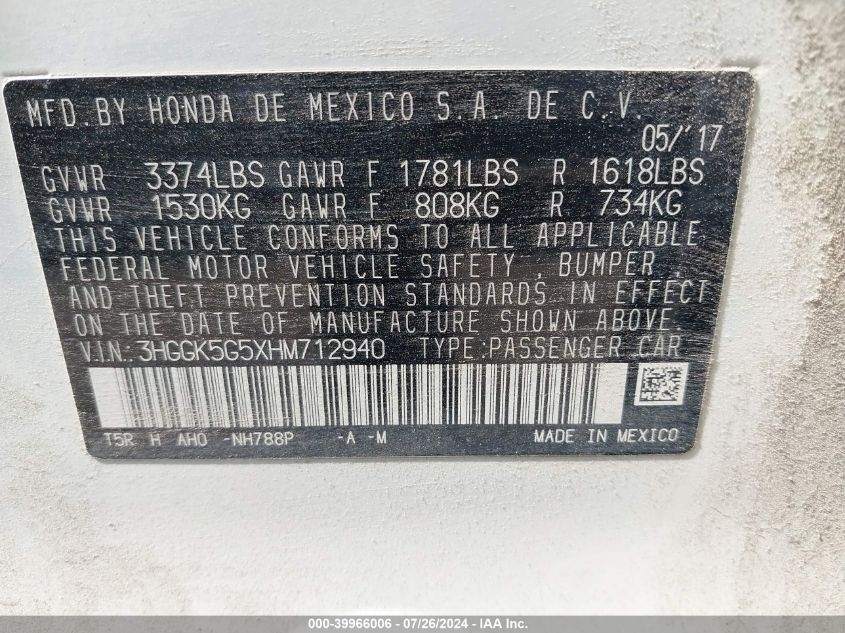 MFD.BY HONDA DE MEXICO S.A. DE C.V.
05/'17
GVWR 3374LBS GAWR F 1781LBS R 1618LBS
GVWR 1530KG GAWR F 808KG R 734KG
THIS VEHICLE CONFORMS TO ALL APPLICABLE
FEDERAL MOTOR VEHICLE SAFETY , BUMPER ,
AND THEFT PREVENTION STANDARDS IN EFFECT
ON THE DATE OF MANUFACTURE SHOWN ABOVE.
V.I.N. 3HGGK5G5XHM712940 TYPE:PASSENGER CAR
T5R H AH0 -NH788P -A -M MADE IN MEXICO
000-39966006 - 07/26/2024 - IAA Inc.